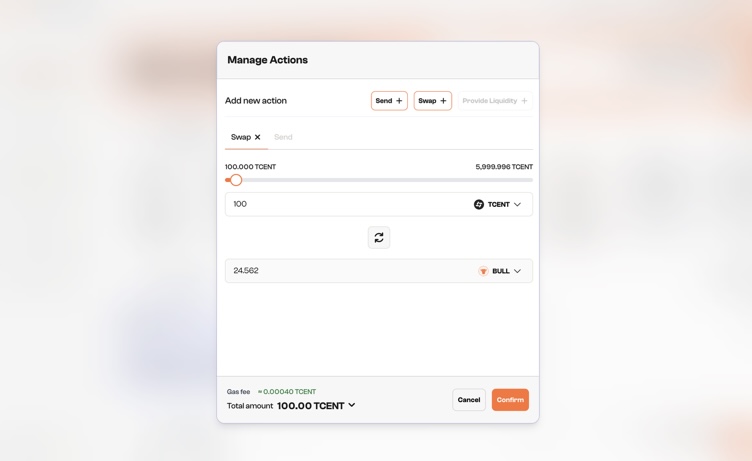 Manage Actions
Add new action
Send + Swap + Provide Liquidity +
Swap ✕ Send
100.000 TCENT 5,999.996 TCENT
100 TCENT
24.562 BULL
Gas fee ≈ 0.00040 TCENT
Total amount 100.00 TCENT
Cancel Confirm